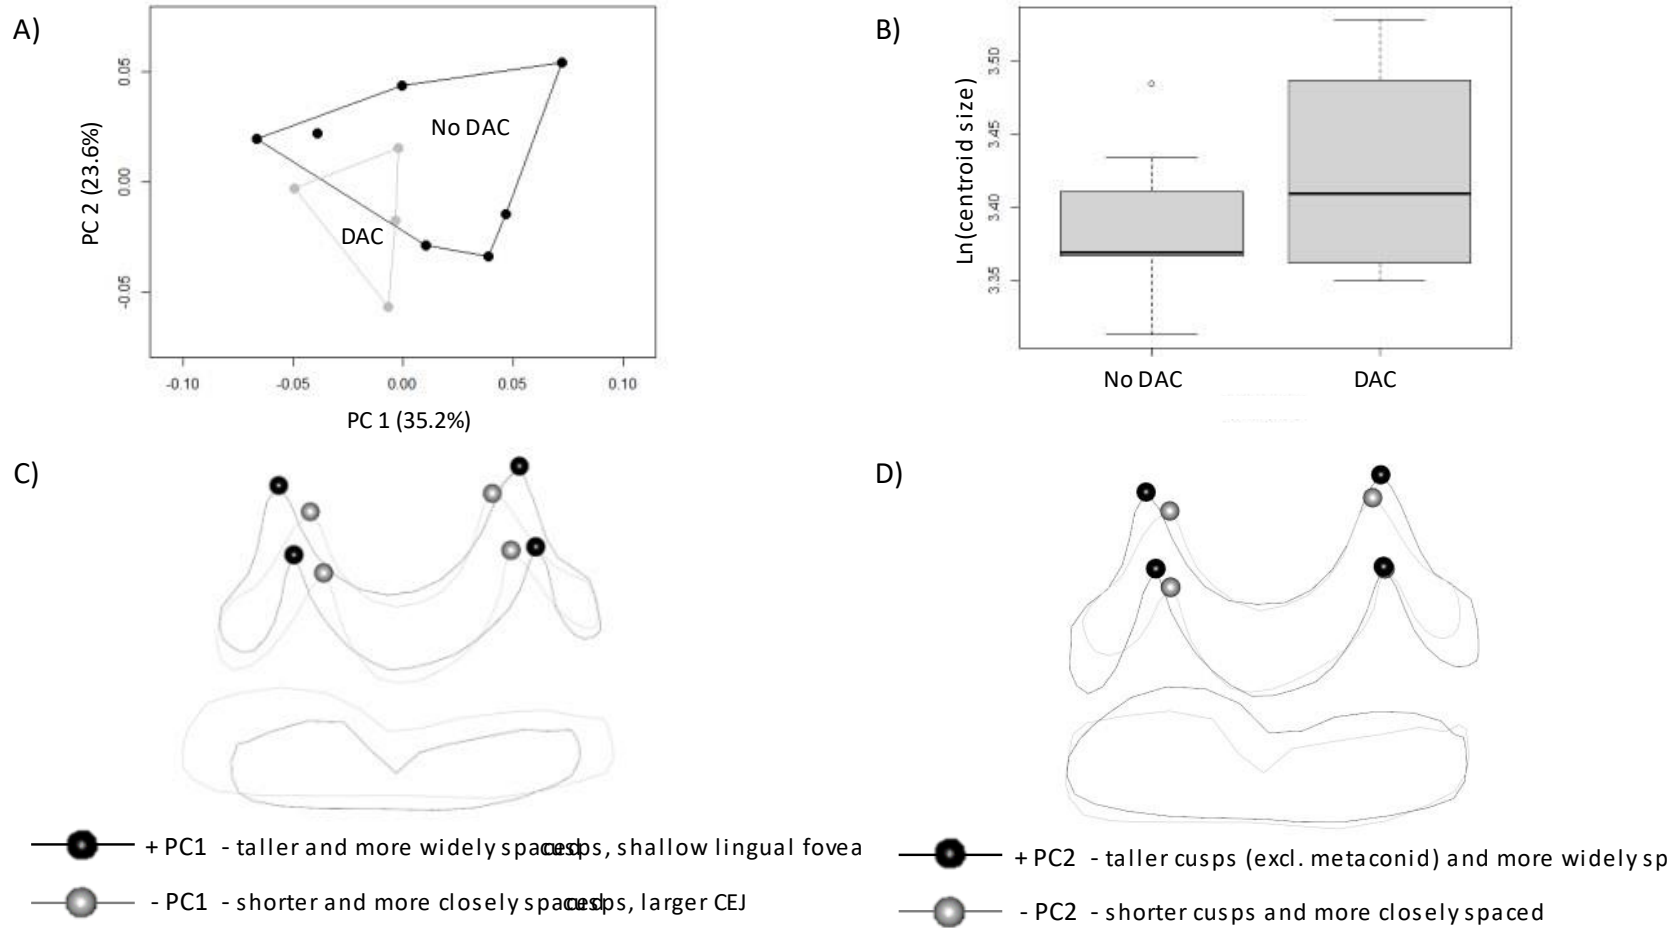 A)
0.05
0.00
-0.05
PC 2 (23.6%)
No DAC
DAC
-0.10 -0.05 0.00 0.05 0.10
PC 1 (35.2%)
B)
3.50
3.45
3.40
3.35
Ln(centroid size)
No DAC DAC
C)
+ PC1 - taller and more widely spaced cusps, shallow lingual fovea
- PC1 - shorter and more closely spaced cusps, larger CEJ
D)
+ PC2 - taller cusps (excl. metaconid) and more widely sp
- PC2 - shorter cusps and more closely spaced